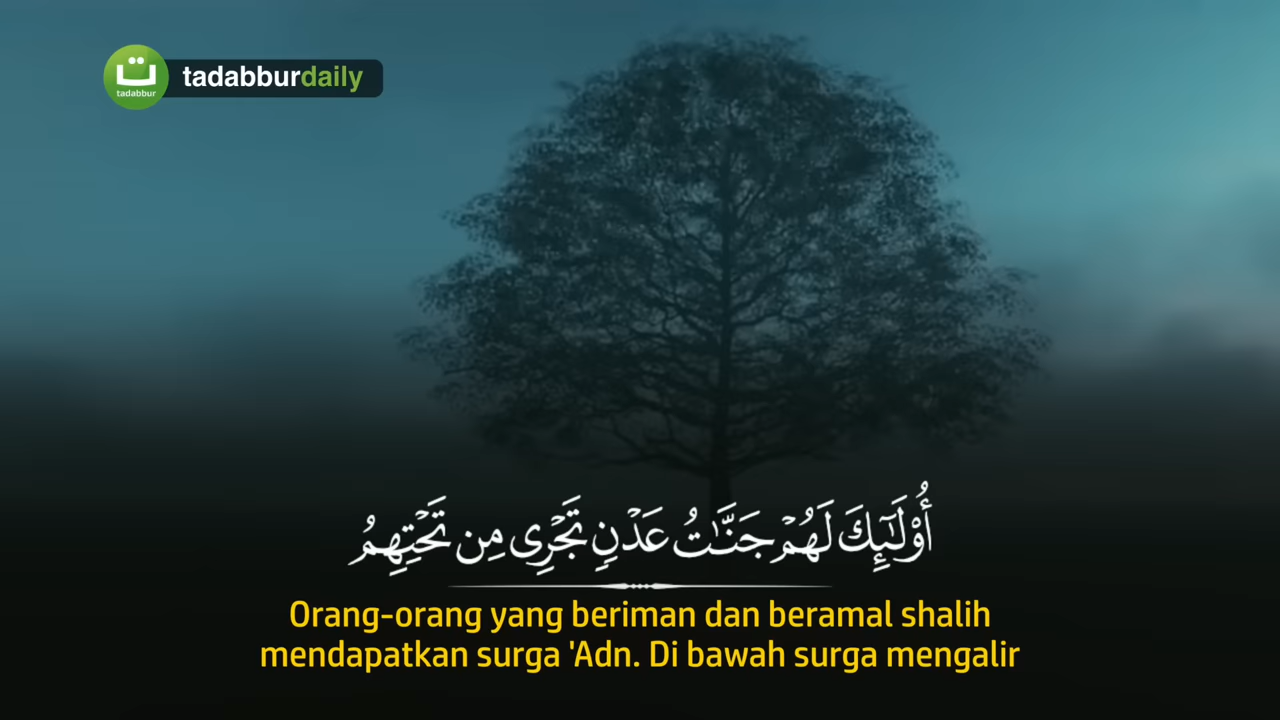 ت
tadabbur
tadabburdaily
أُو۟لَـٰٓئِكَ لَهُمْ جَنَّـٰتُ عَدْنٍ تَجْرِى مِن تَحْتِهِمُ
Orang-orang yang beriman dan beramal shalih
mendapatkan surga 'Adn. Di bawah surga mengalir